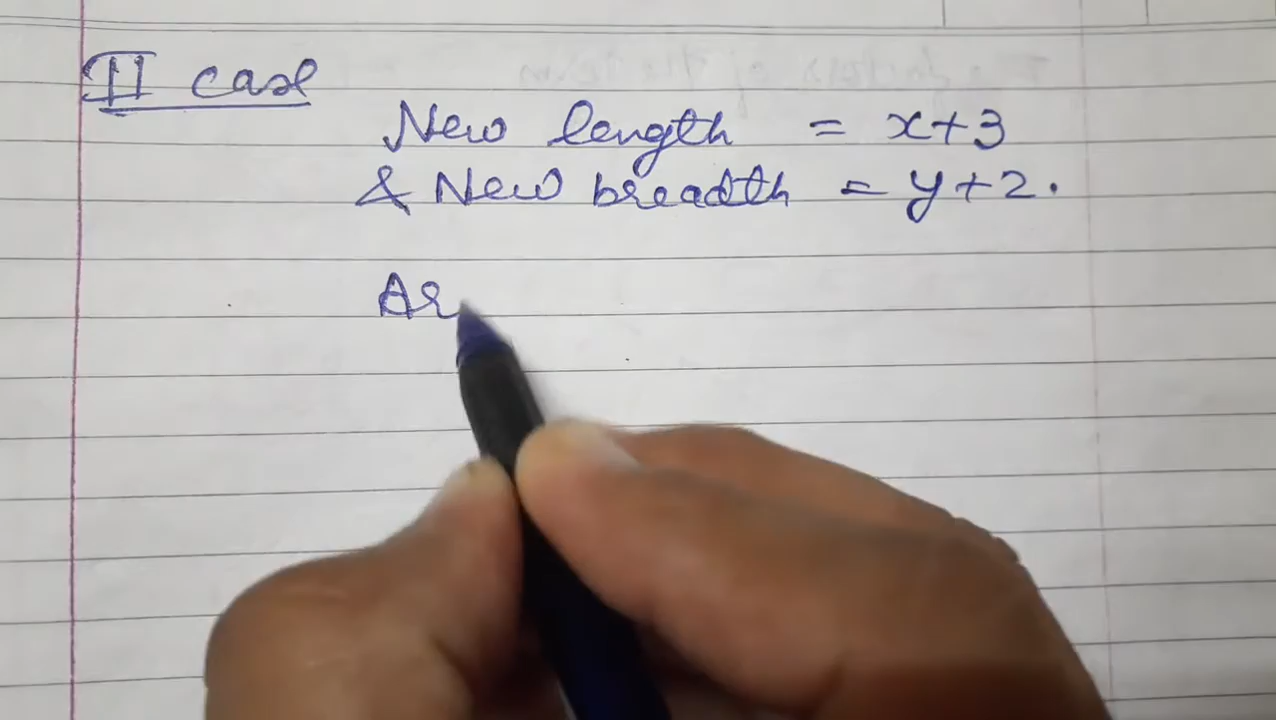 II case
New length = x+3
& New breadth = y+2.
Ar